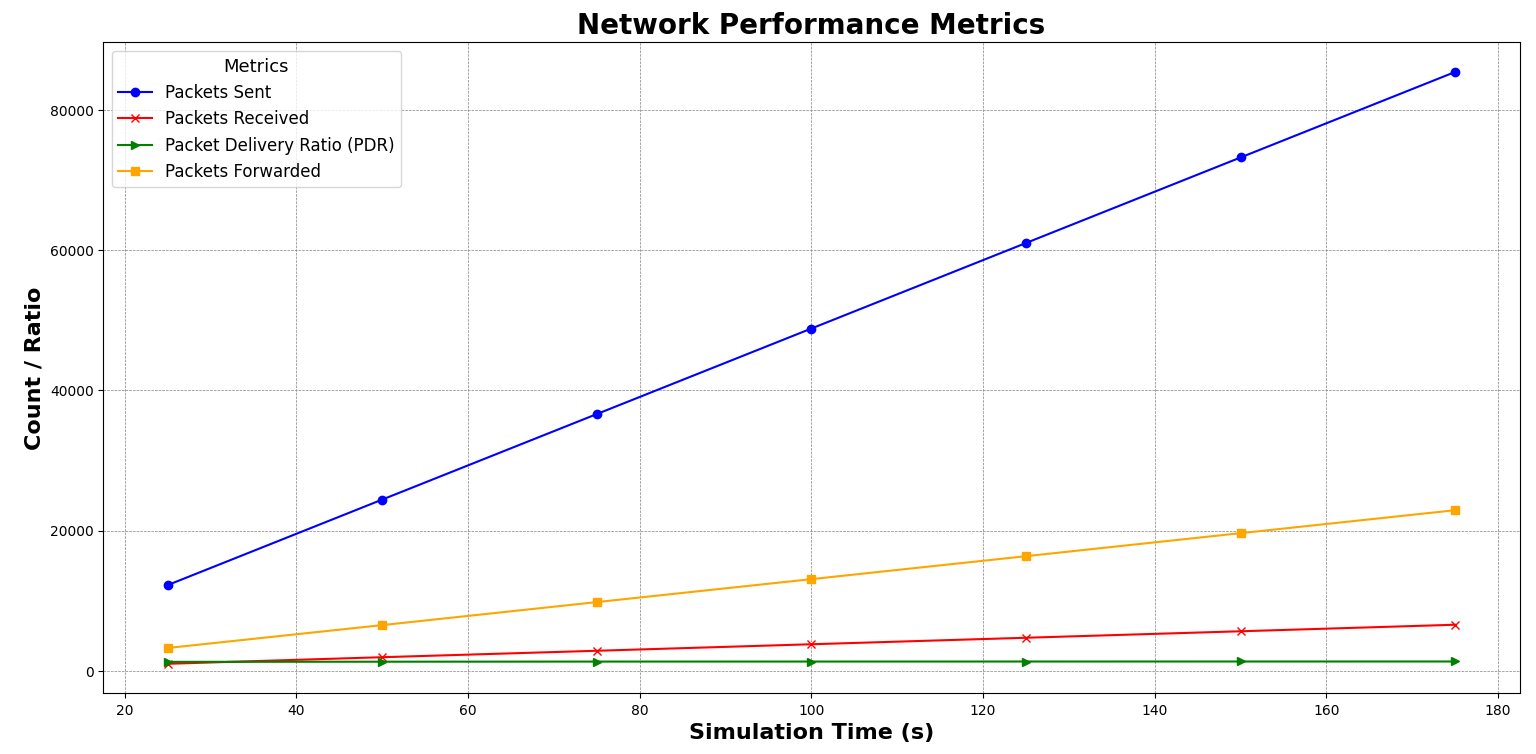 Network Performance Metrics
Metrics
Packets Sent
Packets Received
Packet Delivery Ratio (PDR)
Packets Forwarded
80000
60000
40000
20000
0
Count / Ratio
20 40 60 80 100 120 140 160 180
Simulation Time (s)